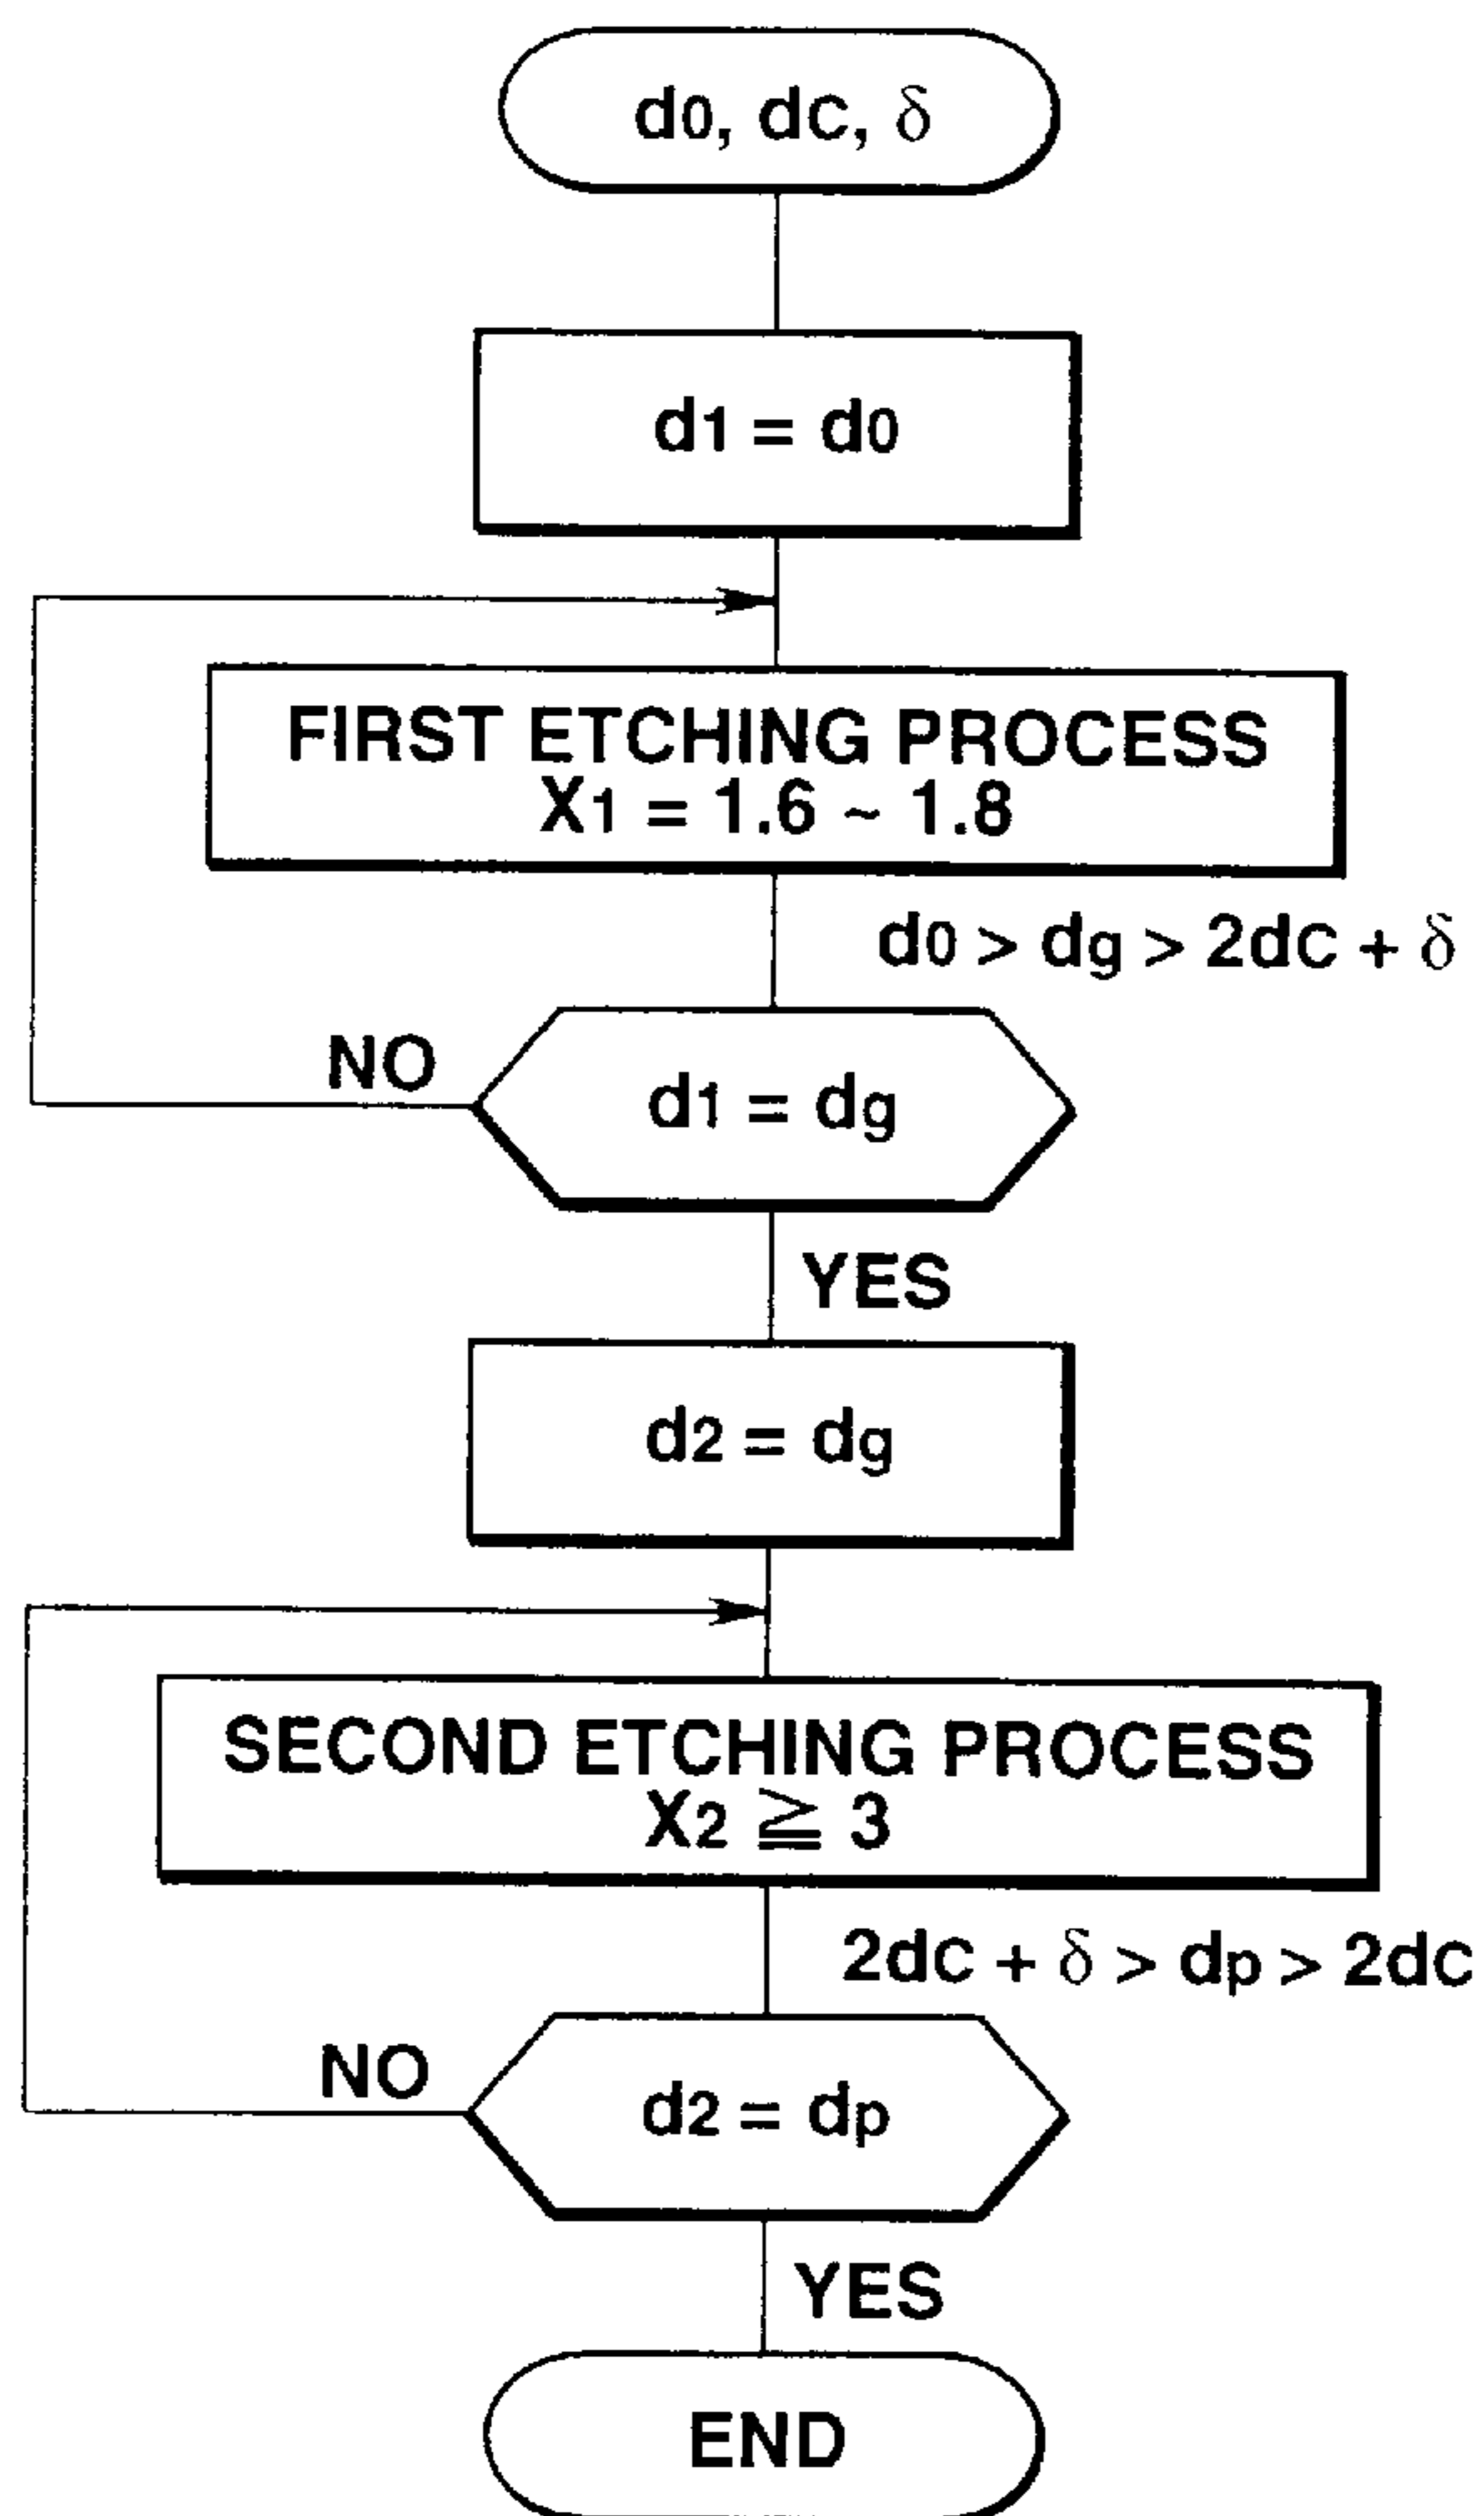 d0, dc, δ
d1 = d0
FIRST ETCHING PROCESS
X1 = 1.6 ~ 1.8
d0 > dg > 2dc + δ
NO
d1 = dg
YES
d2 = dg
SECOND ETCHING PROCESS
X2 ≧ 3
2dc + δ > dp > 2dc
NO
d2 = dp
YES
END